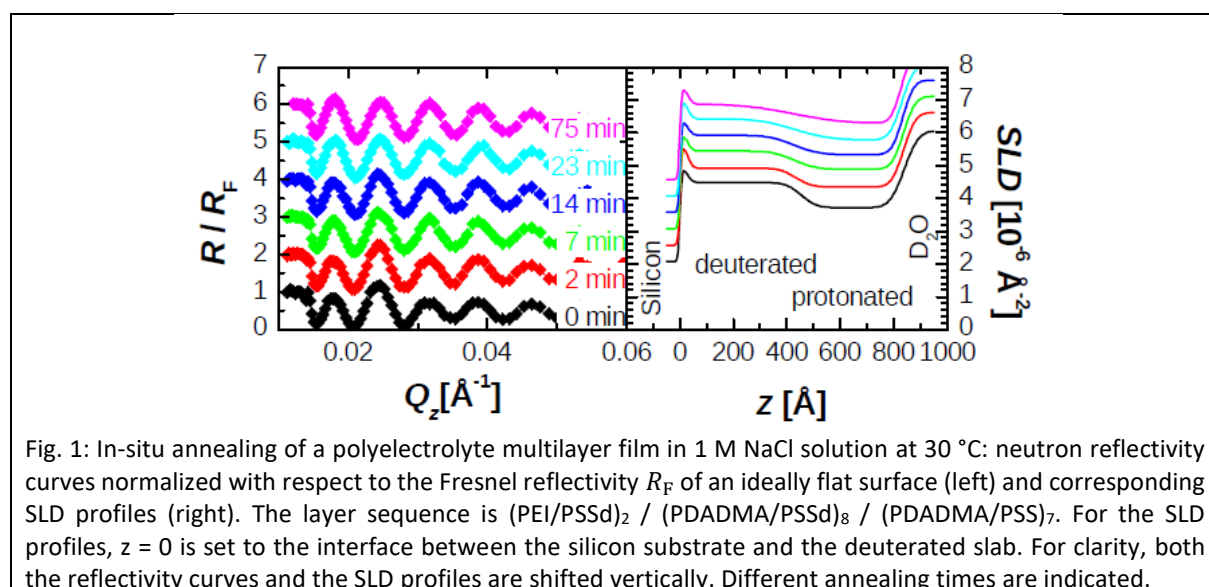 7
6
5
4
3
2
1
0
R / R_F
75 min
23 min
14 min
7 min
2 min
0 min
0.02 0.04 0.06
Q_z[Å⁻¹]
Silicon
deuterated
protonated
D₂O
0 200 400 600 800 1000
z [Å]
8
7
6
5
4
3
2
1
0
SLD [10⁻⁶ Å⁻²]
Fig. 1: In-situ annealing of a polyelectrolyte multilayer film in 1 M NaCl solution at 30 °C: neutron reflectivity
curves normalized with respect to the Fresnel reflectivity R_F of an ideally flat surface (left) and corresponding
SLD profiles (right). The layer sequence is (PEI/PSSd)₂ / (PDADMA/PSSd)₈ / (PDADMA/PSS)₇. For the SLD
profiles, z = 0 is set to the interface between the silicon substrate and the deuterated slab. For clarity, both
the reflectivity curves and the SLD profiles are shifted vertically. Different annealing times are indicated.